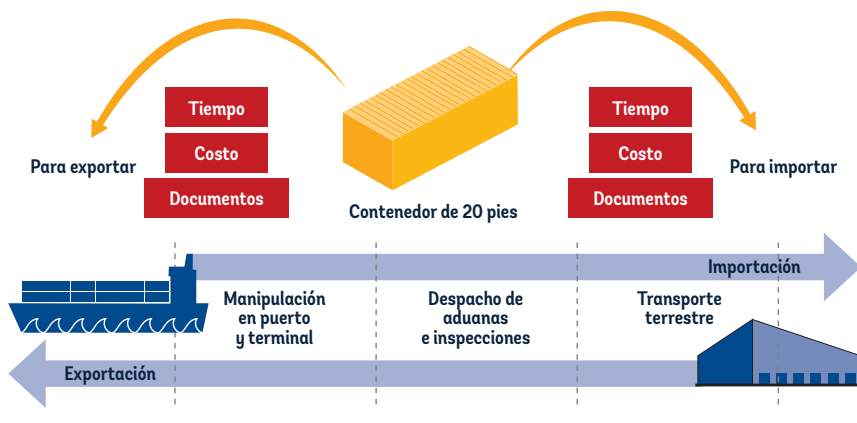 Tiempo
Costo
Documentos
Para exportar
Contenedor de 20 pies
Tiempo
Costo
Documentos
Para importar
Importación
Manipulación
en puerto
y terminal
Despacho de
aduanas
e inspecciones
Transporte
terrestre
Exportación